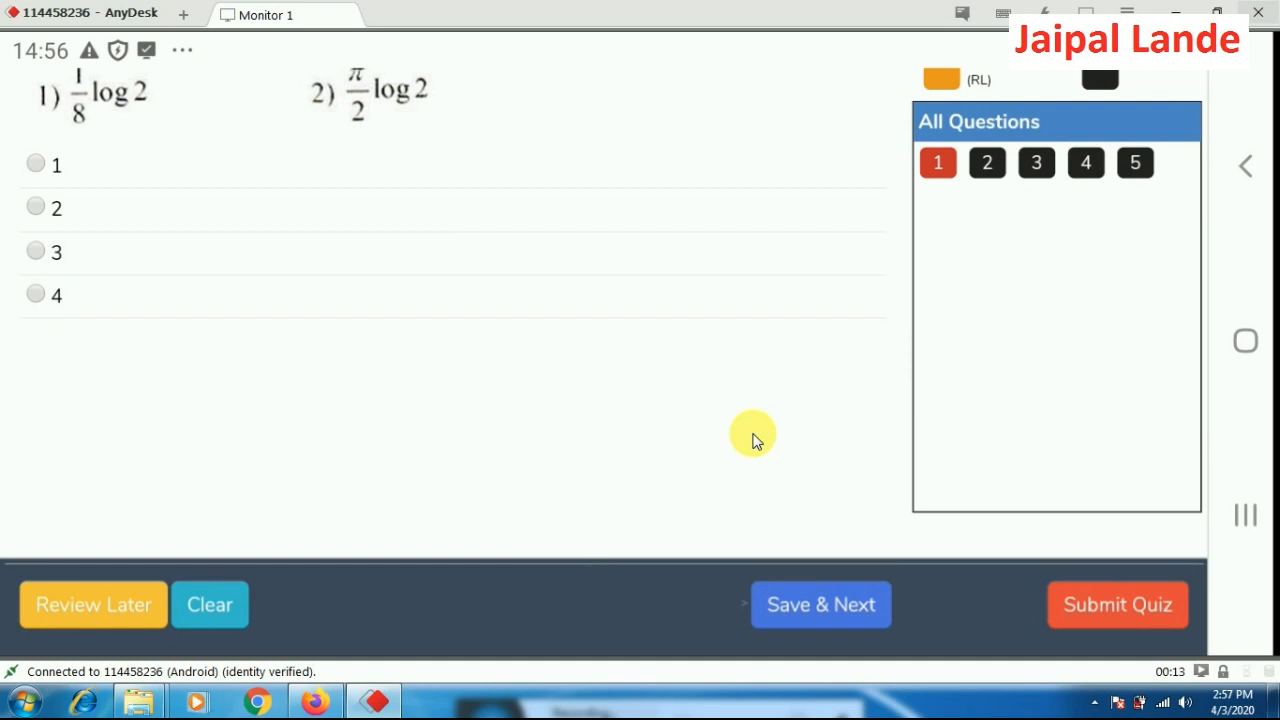 114458236 - AnyDesk
Monitor 1
Jaipal Lande
14:56
1) 1/8 log 2
2) π/2 log 2
(RL)
All Questions
1 2 3 4 5
1
2
3
4
Review Later
Clear
Save & Next
Submit Quiz
Connected to 114458236 (Android) (identity verified).
00:13
2:57 PM
4/3/2020